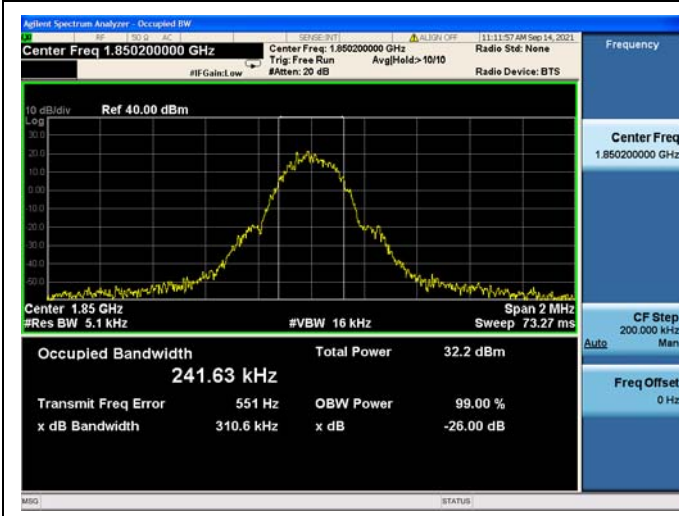 Agilent Spectrum Analyzer - Occupied BW
RF 50 Ω AC SENSE:INT ALIGN OFF 11:11:57 AM Sep 14, 2021
Center Freq 1.850200000 GHz Center Freq: 1.850200000 GHz Radio Std: None
Trig: Free Run Avg|Hold:> 10/10
#IFGain:Low #Atten: 20 dB Radio Device: BTS
Frequency
10 dB/div Ref 40.00 dBm
Log
30.0
20.0
10.0
0.00
10.0
20.0
30.0
40.0
50.0
Center 1.85 GHz Span 2 MHz
#Res BW 5.1 kHz #VBW 16 kHz Sweep 73.27 ms
Center Freq
1.850200000 GHz
CF Step
200.000 kHz
Auto Man
Freq Offset
0 Hz
Occupied Bandwidth Total Power 32.2 dBm
241.63 kHz
Transmit Freq Error 551 Hz OBW Power 99.00 %
x dB Bandwidth 310.6 kHz x dB -26.00 dB
MSG STATUS